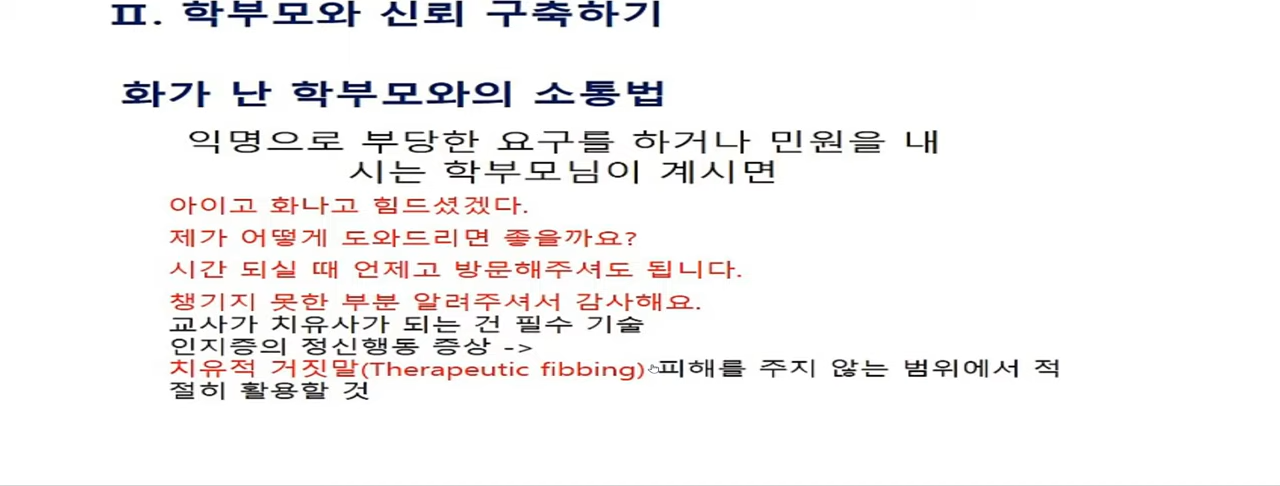 Ⅱ. 학부모와 신뢰 구축하기
화가 난 학부모와의 소통법
익명으로 부당한 요구를 하거나 민원을 내
시는 학부모님이 계시면
아이고 화나고 힘드셨겠다.
제가 어떻게 도와드리면 좋을까요?
시간 되실 때 언제고 방문해주셔도 됩니다.
챙기지 못한 부분 알려주셔서 감사해요.
교사가 치유사가 되는 건 필수 기술
인지증의 정신행동 증상 ->
치유적 거짓말(Therapeutic fibbing) 피해를 주지 않는 범위에서 적
절히 활용할 것